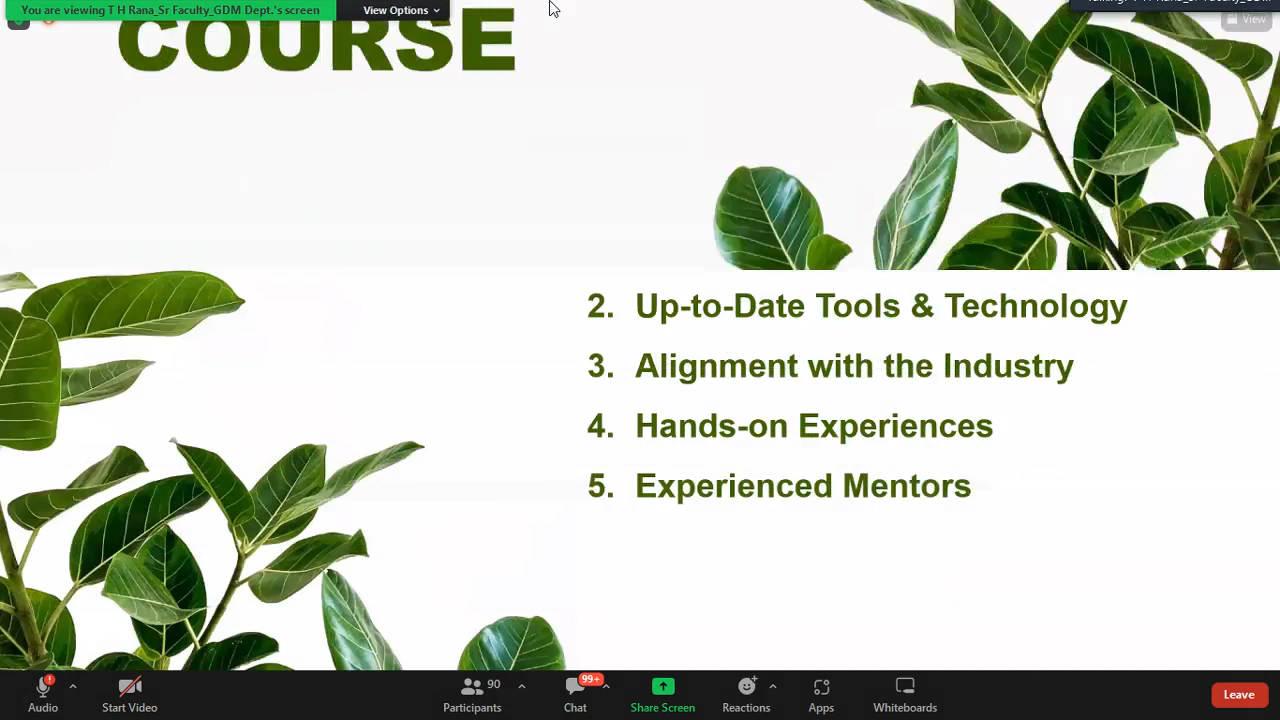 You are viewing T H Rana_Sr Faculty_GDM Dept.'s screen
View Options
View
COURSE
2. Up-to-Date Tools & Technology
3. Alignment with the Industry
4. Hands-on Experiences
5. Experienced Mentors
Audio
Start Video
90
Participants
99+
Chat
Share Screen
Reactions
Apps
Whiteboards
Leave